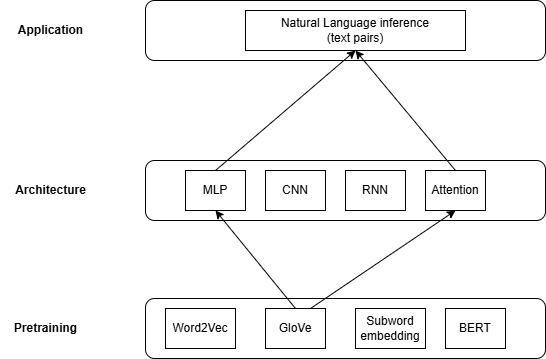 Application
Natural Language inference
(text pairs)
Architecture
MLP
CNN
RNN
Attention
Pretraining
Word2Vec
GloVe
Subword
embedding
BERT